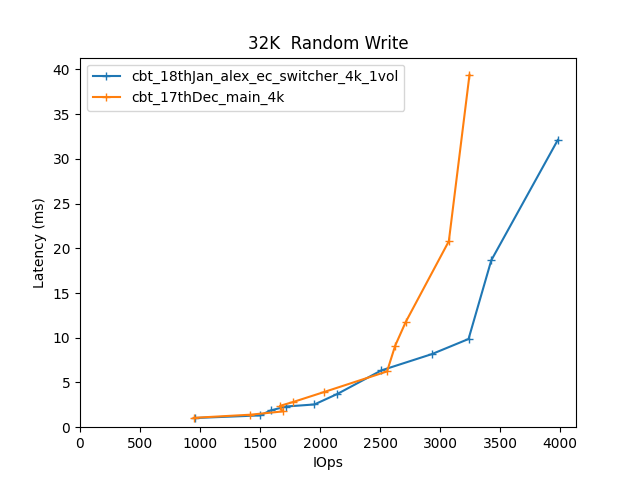 32K  Random Write
cbt_18thJan_alex_ec_switcher_4k_1vol
cbt_17thDec_main_4k
Latency (ms)
40
35
30
25
20
15
10
5
0
0 500 1000 1500 2000 2500 3000 3500 4000
IOps